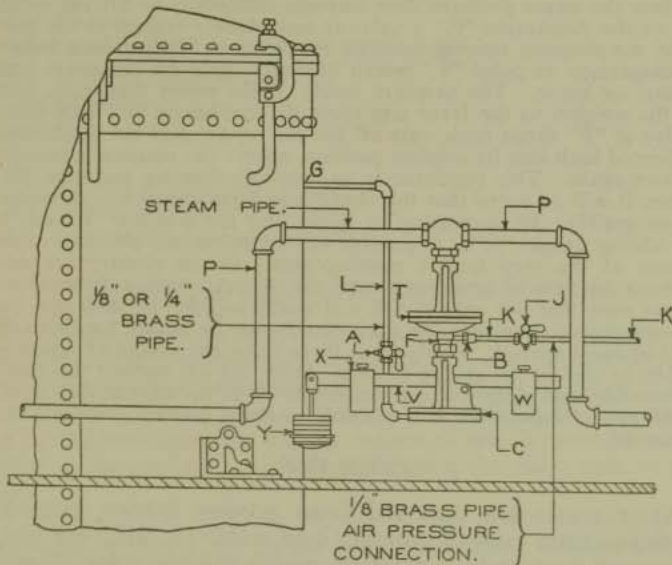 G
STEAM PIPE.
P
P
L
T
J
1/8" OR 1/4"
BRASS
PIPE.
K
K
A
F
B
X
V
W
Y
C
1/8" BRASS PIPE
AIR PRESSURE
CONNECTION.